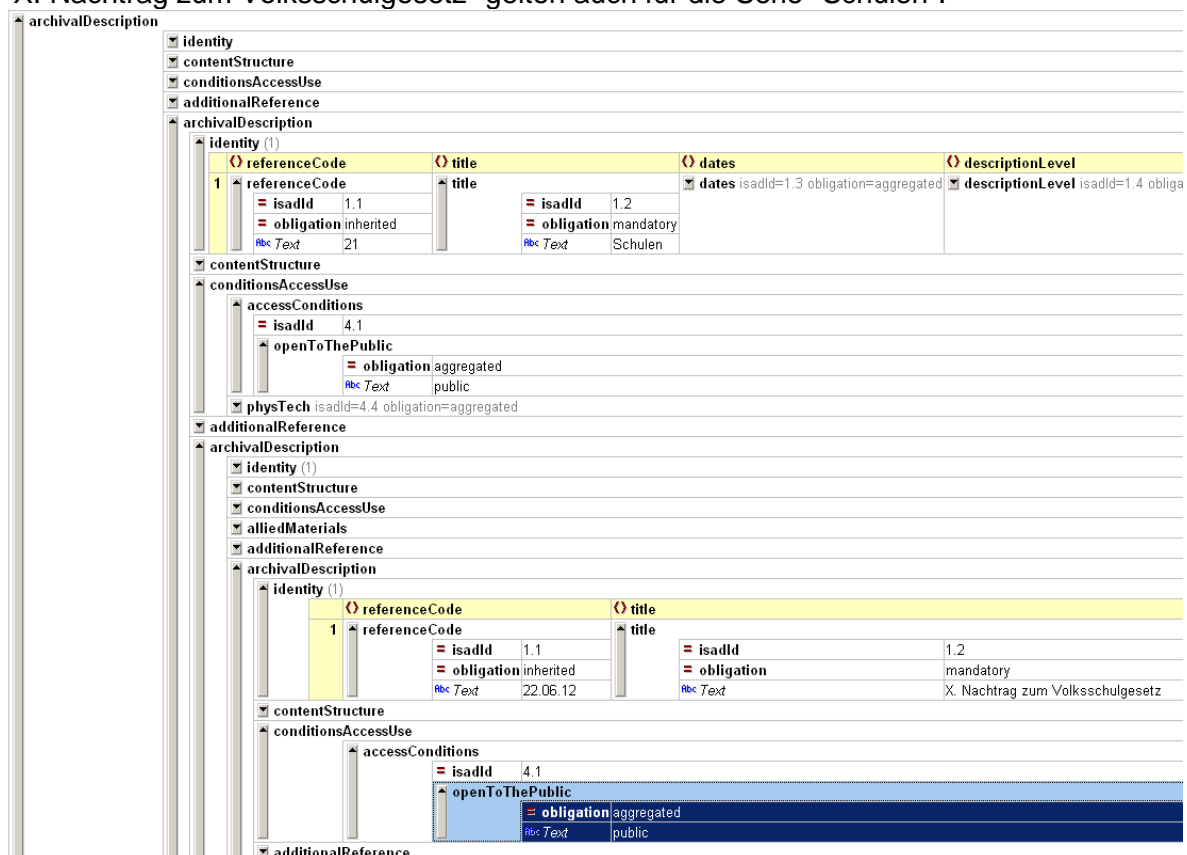 X. Nachtrag zum Volksschulgesetz" gelten auch für die Serie "Schulen".
archivalDescription
identity
contentStructure
conditionsAccessUse
additionalReference
archivalDescription
identity (1)
referenceCode title dates descriptionLevel
1 referenceCode title dates isadId=1.3 obligation=aggregated descriptionLevel isadId=1.4 obliga
= isadId 1.1 = isadId 1.2
= obligation inherited = obligation mandatory
Abc Text 21 Abc Text Schulen
contentStructure
conditionsAccessUse
accessConditions
= isadId 4.1
openToThePublic
= obligation aggregated
Abc Text public
physTech isadId=4.4 obligation=aggregated
additionalReference
archivalDescription
identity (1)
contentStructure
conditionsAccessUse
alliedMaterials
additionalReference
archivalDescription
identity (1)
referenceCode title
1 referenceCode title
= isadId 1.1 = isadId 1.2
= obligation inherited = obligation mandatory
Abc Text 22.06.12 Abc Text X. Nachtrag zum Volksschulgesetz
contentStructure
conditionsAccessUse
accessConditions
= isadId 4.1
openToThePublic
= obligation aggregated
Abc Text public
additionalReference